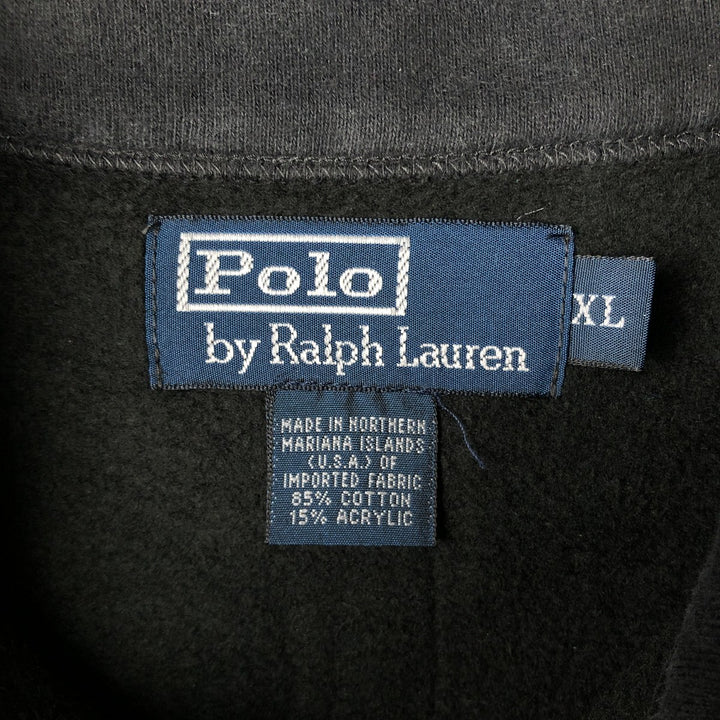 Polo
by Ralph Lauren
XL
MADE IN NORTHERN
MARIANA ISLANDS
(U.S.A.) OF
IMPORTED FABRIC
85% COTTON
15% ACRYLIC